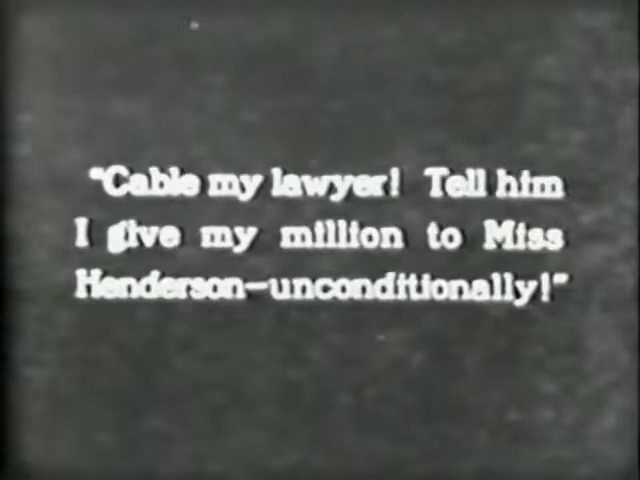 "Cable my lawyer! Tell him
I give my million to Miss
Henderson—unconditionally!"